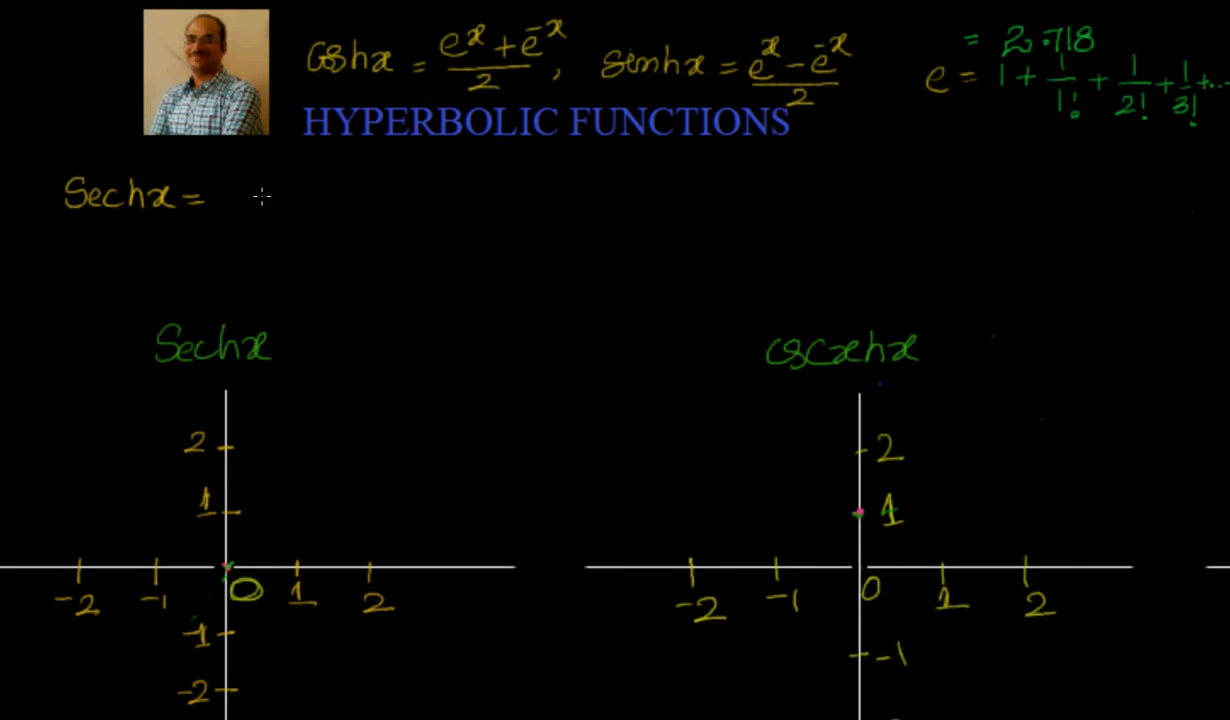 Coshx = (e^x + e^-x)/2, Sinhx = (e^x - e^-x)/2
= 2.718
e = 1 + 1/1! + 1/2! + 1/3! + ...
HYPERBOLIC FUNCTIONS
Sechx =
Sechx
cscxhx
2
1
-2 -1 0 1 2
-1
-2
2
1
-2 -1 0 1 2
-1